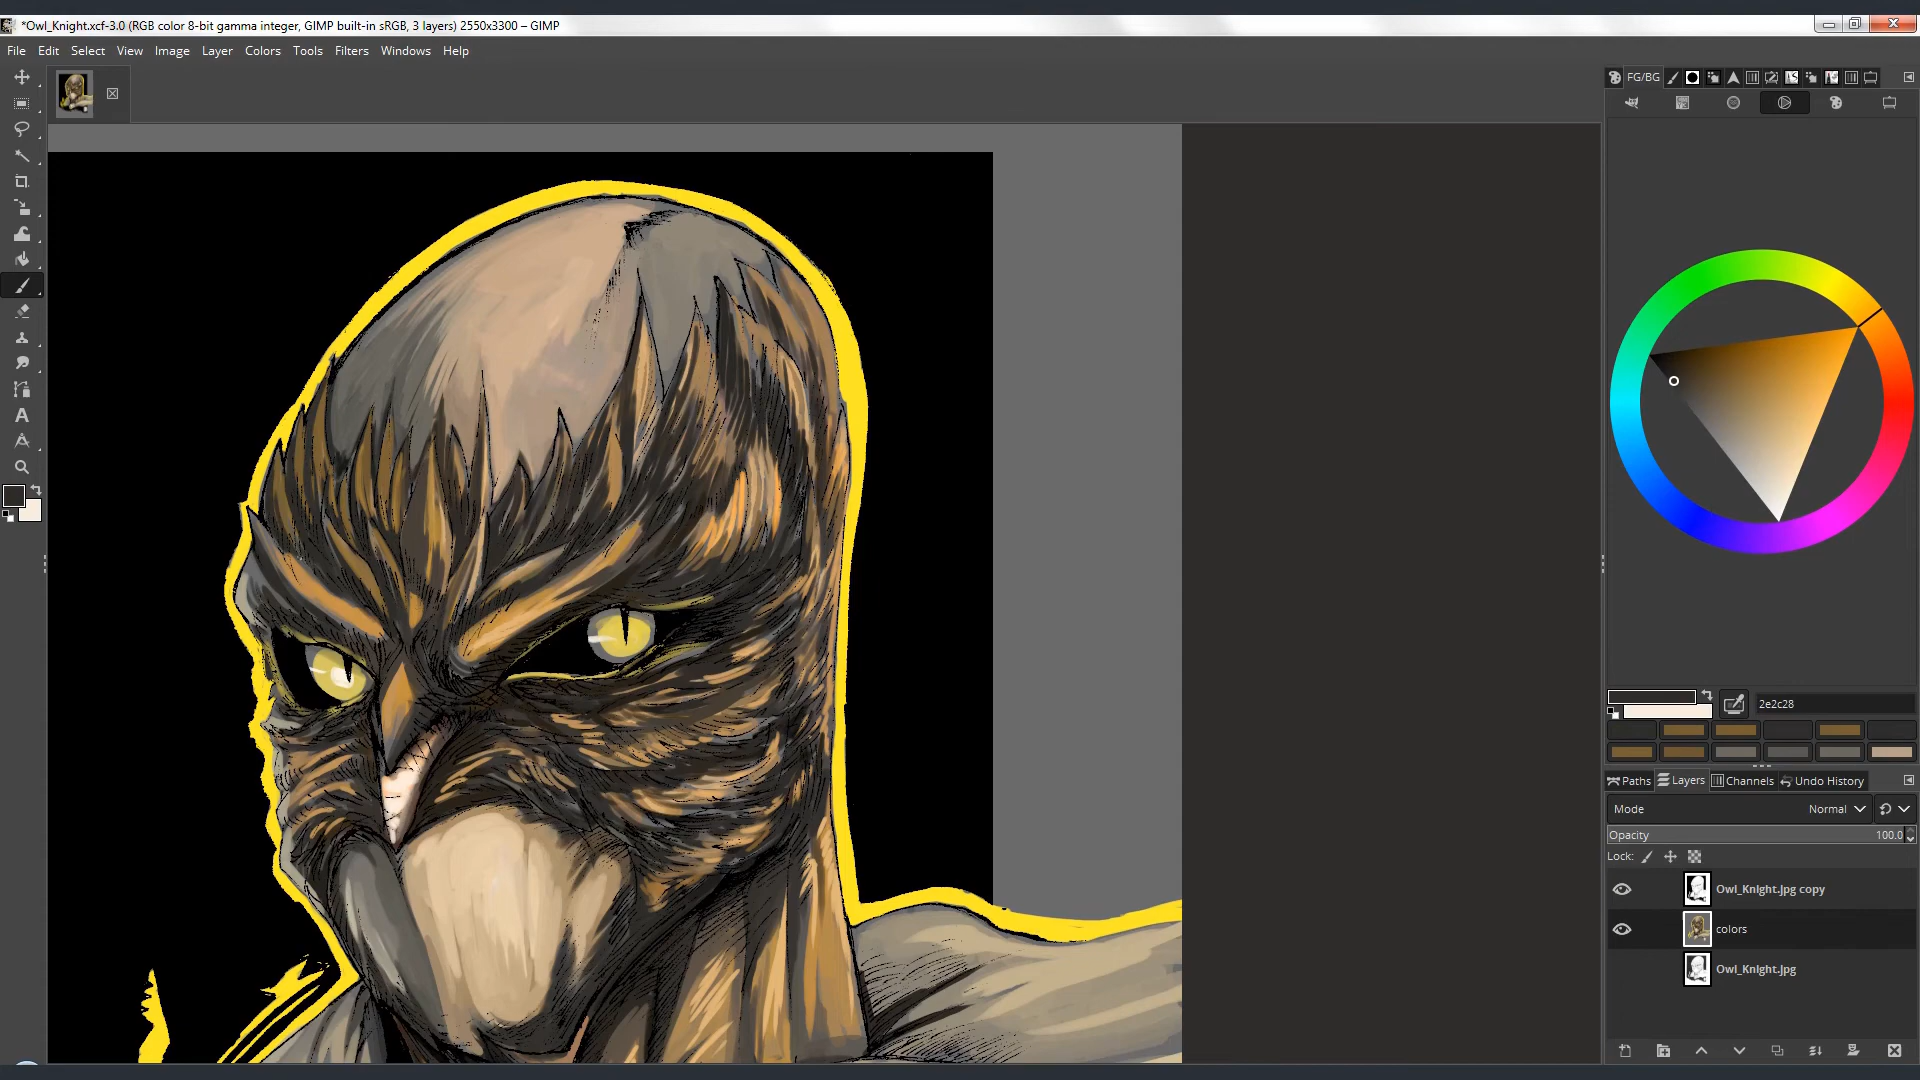 *Owl_Knight.xcf-3.0 (RGB color 8-bit gamma integer, GIMP built-in sRGB, 3 layers) 2550x3300 – GIMP
File Edit Select View Image Layer Colors Tools Filters Windows Help
FG/BG
2e2c28
Paths Layers Channels Undo History
Mode Normal
Opacity 100.0
Lock:
Owl_Knight.jpg copy
colors
Owl_Knight.jpg